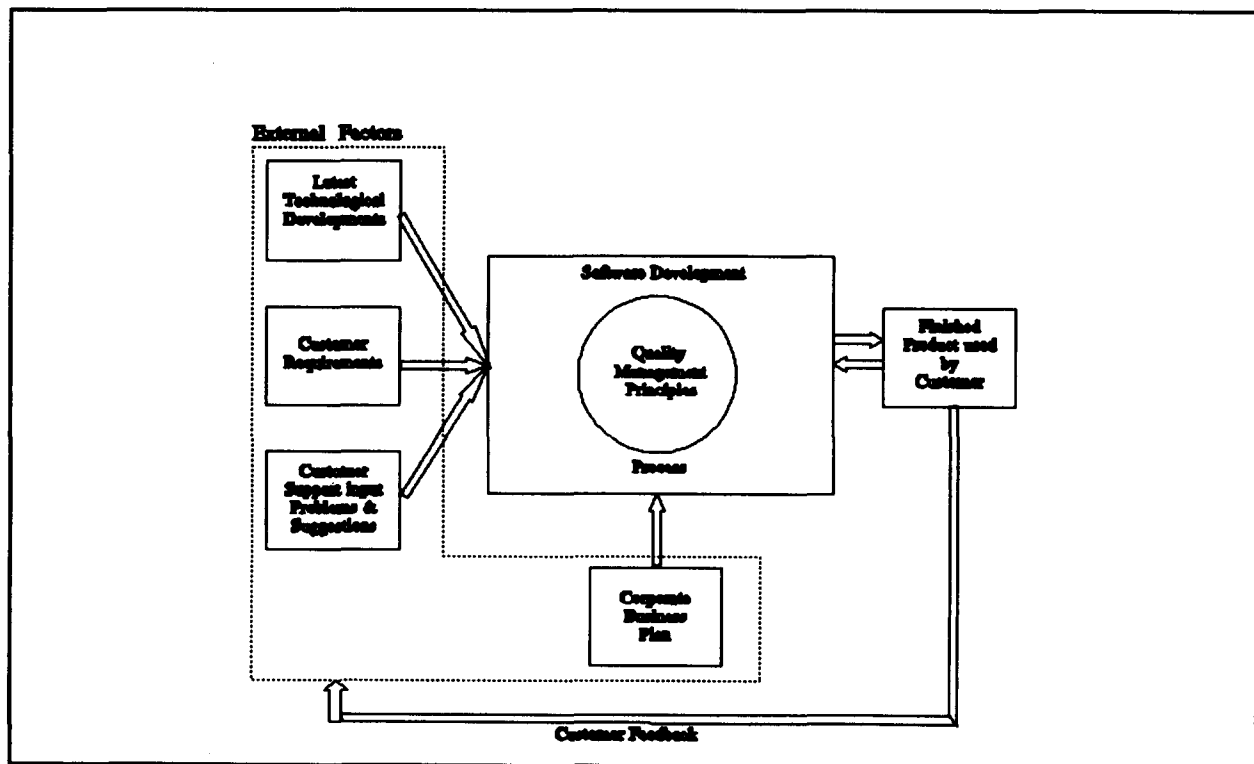 External Factors
Latest
Technological
Developments
Customer
Requirements
Customer
Support input
Problems &
Suggestions
Software Development
Quality
Management
Principles
Process
Corporate
Business
Plan
Finished
Product used
by
Customer
Customer Feedback